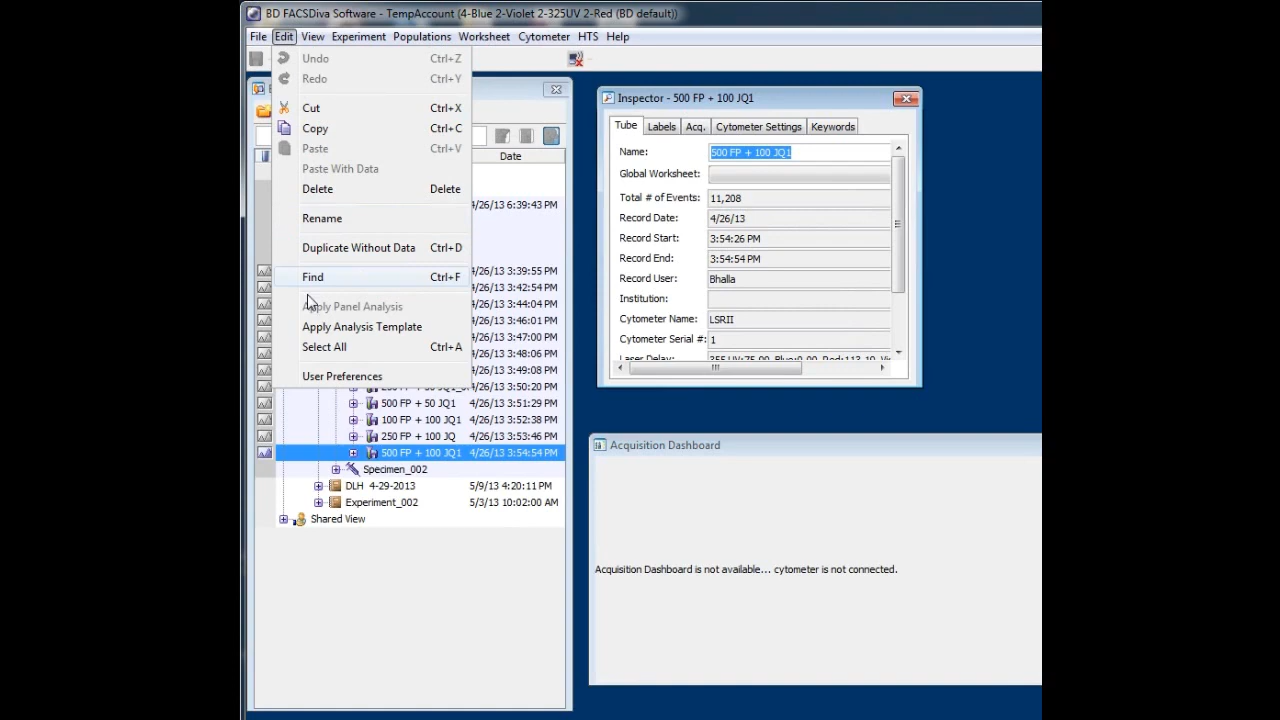 BD FACSDiva Software - TempAccount (4-Blue 2-Violet 2-325UV 2-Red (BD default))
File Edit View Experiment Populations Worksheet Cytometer HTS Help
Undo Ctrl+Z
Redo Ctrl+Y
Cut Ctrl+X
Copy Ctrl+C
Paste Ctrl+V
Paste With Data
Delete Delete
Rename
Duplicate Without Data Ctrl+D
Find Ctrl+F
Apply Panel Analysis
Apply Analysis Template
Select All Ctrl+A
User Preferences
Date
4/26/13 6:39:43 PM
4/26/13 3:39:55 PM
4/26/13 3:42:54 PM
4/26/13 3:44:04 PM
4/26/13 3:46:01 PM
4/26/13 3:47:00 PM
4/26/13 3:48:06 PM
4/26/13 3:49:08 PM
4/26/13 3:50:20 PM
500 FP + 50 JQ1 4/26/13 3:51:29 PM
100 FP + 100 JQ1 4/26/13 3:52:38 PM
250 FP + 100 JQ 4/26/13 3:53:46 PM
500 FP + 100 JQ1 4/26/13 3:54:54 PM
Specimen_002
DLH 4-29-2013 5/9/13 4:20:11 PM
Experiment_002 5/3/13 10:02:00 AM
Shared View
Inspector - 500 FP + 100 JQ1
Tube Labels Acq. Cytometer Settings Keywords
Name: 500 FP + 100 JQ1
Global Worksheet:
Total # of Events: 11,208
Record Date: 4/26/13
Record Start: 3:54:26 PM
Record End: 3:54:54 PM
Record User: Bhalla
Institution:
Cytometer Name: LSRII
Cytometer Serial #: 1
Laser Delay:
Acquisition Dashboard
Acquisition Dashboard is not available... cytometer is not connected.